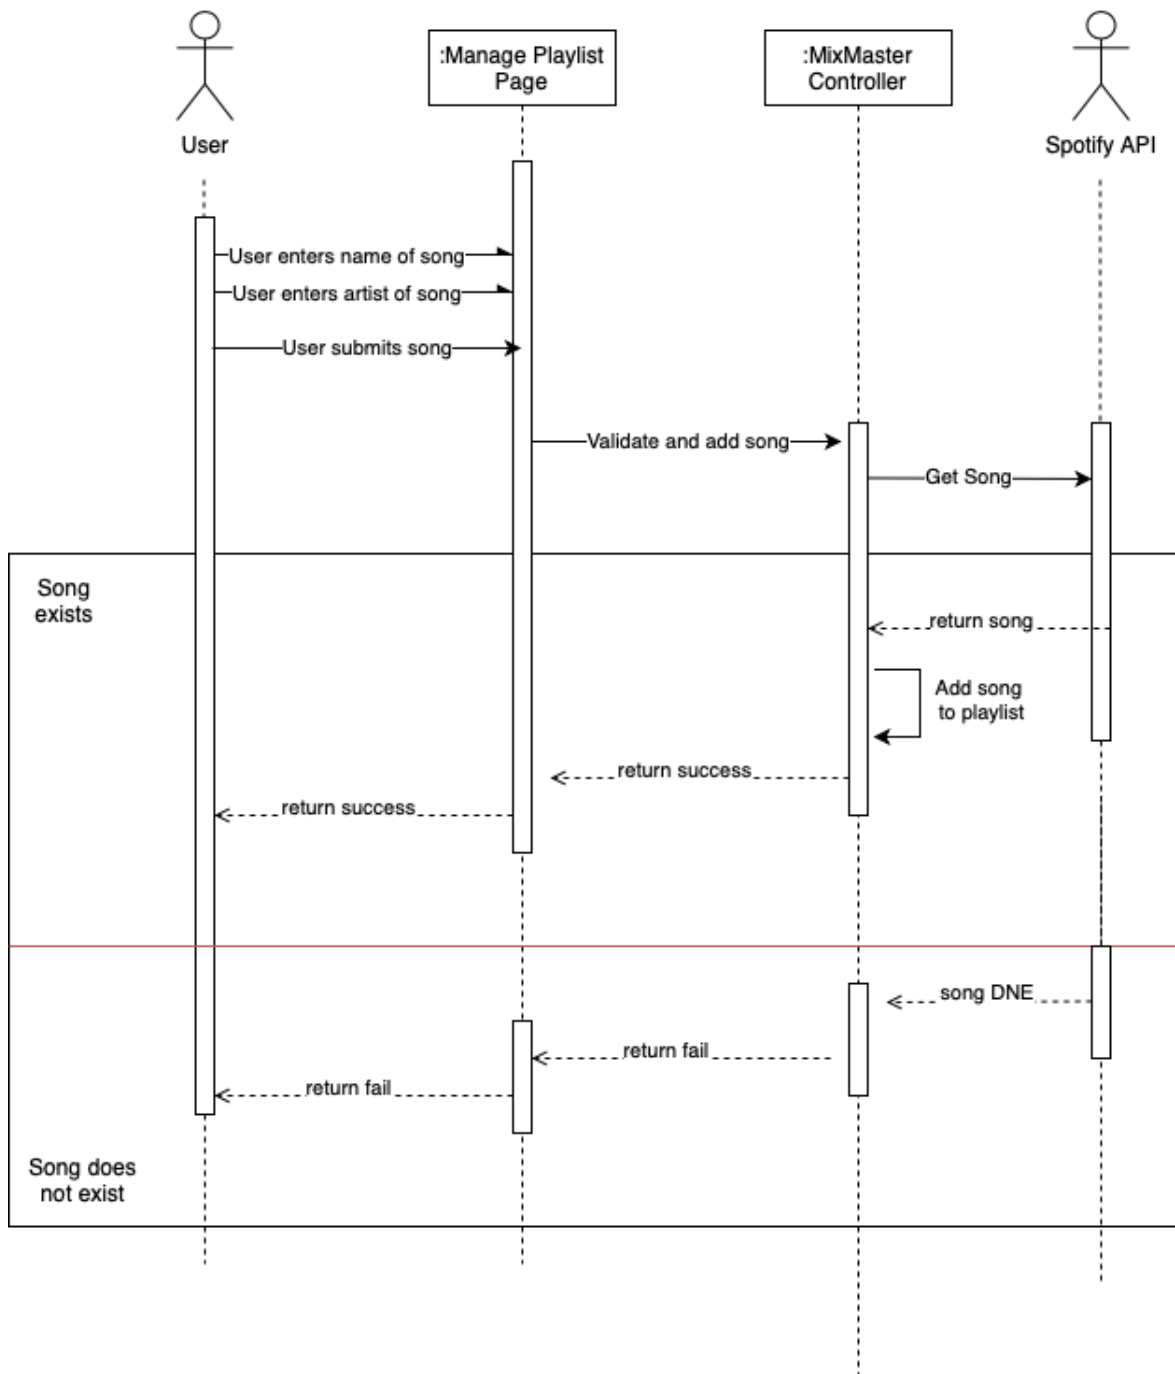 :Manage Playlist
Page
:MixMaster
Controller
User
Spotify API
User enters name of song
User enters artist of song
User submits song
Validate and add song
Get Song
Song
exists
return song
Add song
to playlist
return success
return success
song DNE
return fail
return fail
Song does
not exist